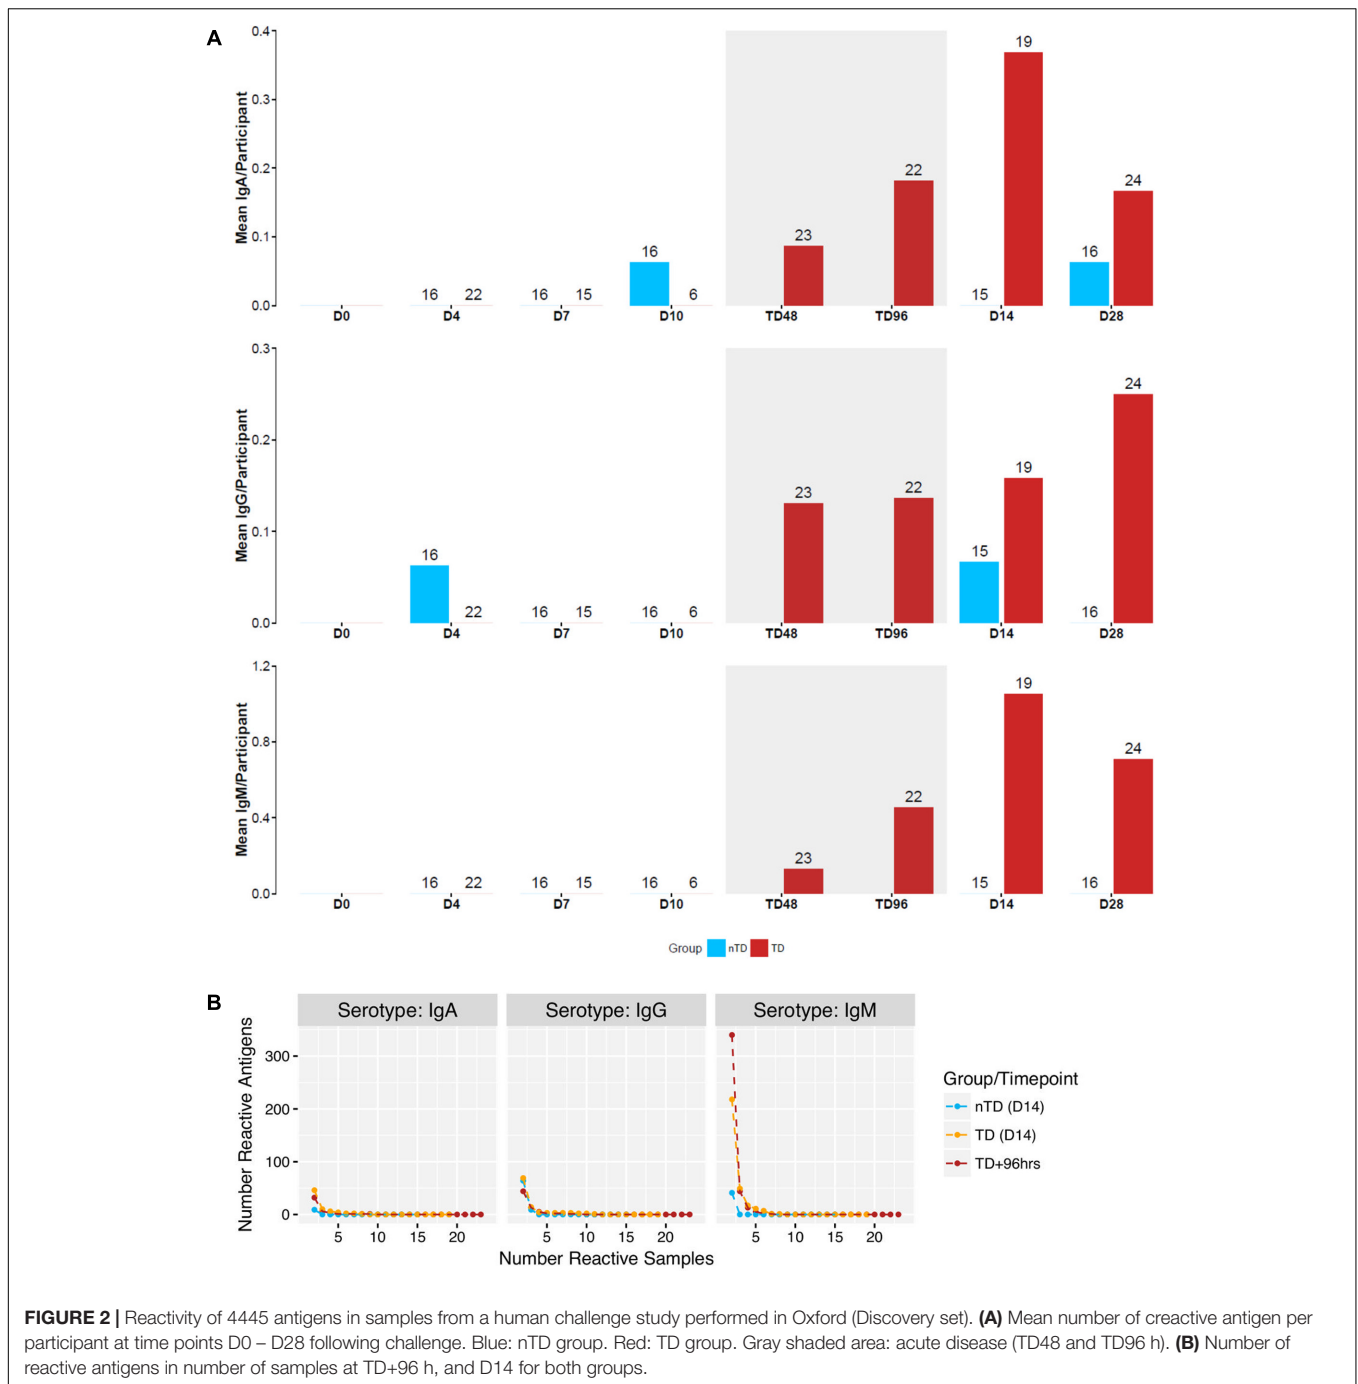 A
Mean IgA/Participant
0.4
0.3
0.2
0.1
0.0
16 22 16 15 16 6 23 22 15 19 16 24
D0 D4 D7 D10 TD48 TD96 D14 D28
Mean IgG/Participant
0.3
0.2
0.1
0.0
16 22 16 15 16 6 23 22 15 19 16 24
D0 D4 D7 D10 TD48 TD96 D14 D28
Mean IgM/Participant
1.2
0.8
0.4
0.0
16 22 16 15 16 6 23 22 15 19 16 24
D0 D4 D7 D10 TD48 TD96 D14 D28
Group nTD TD
B
Serotype: IgA Serotype: IgG Serotype: IgM
Number Reactive Antigens
300
200
100
0
5 10 15 20 5 10 15 20 5 10 15 20
Number Reactive Samples
Group/Timepoint
nTD (D14)
TD (D14)
TD+96hrs
FIGURE 2 | Reactivity of 4445 antigens in samples from a human challenge study performed in Oxford (Discovery set). (A) Mean number of creactive antigen per
participant at time points D0 – D28 following challenge. Blue: nTD group. Red: TD group. Gray shaded area: acute disease (TD48 and TD96 h). (B) Number of
reactive antigens in number of samples at TD+96 h, and D14 for both groups.